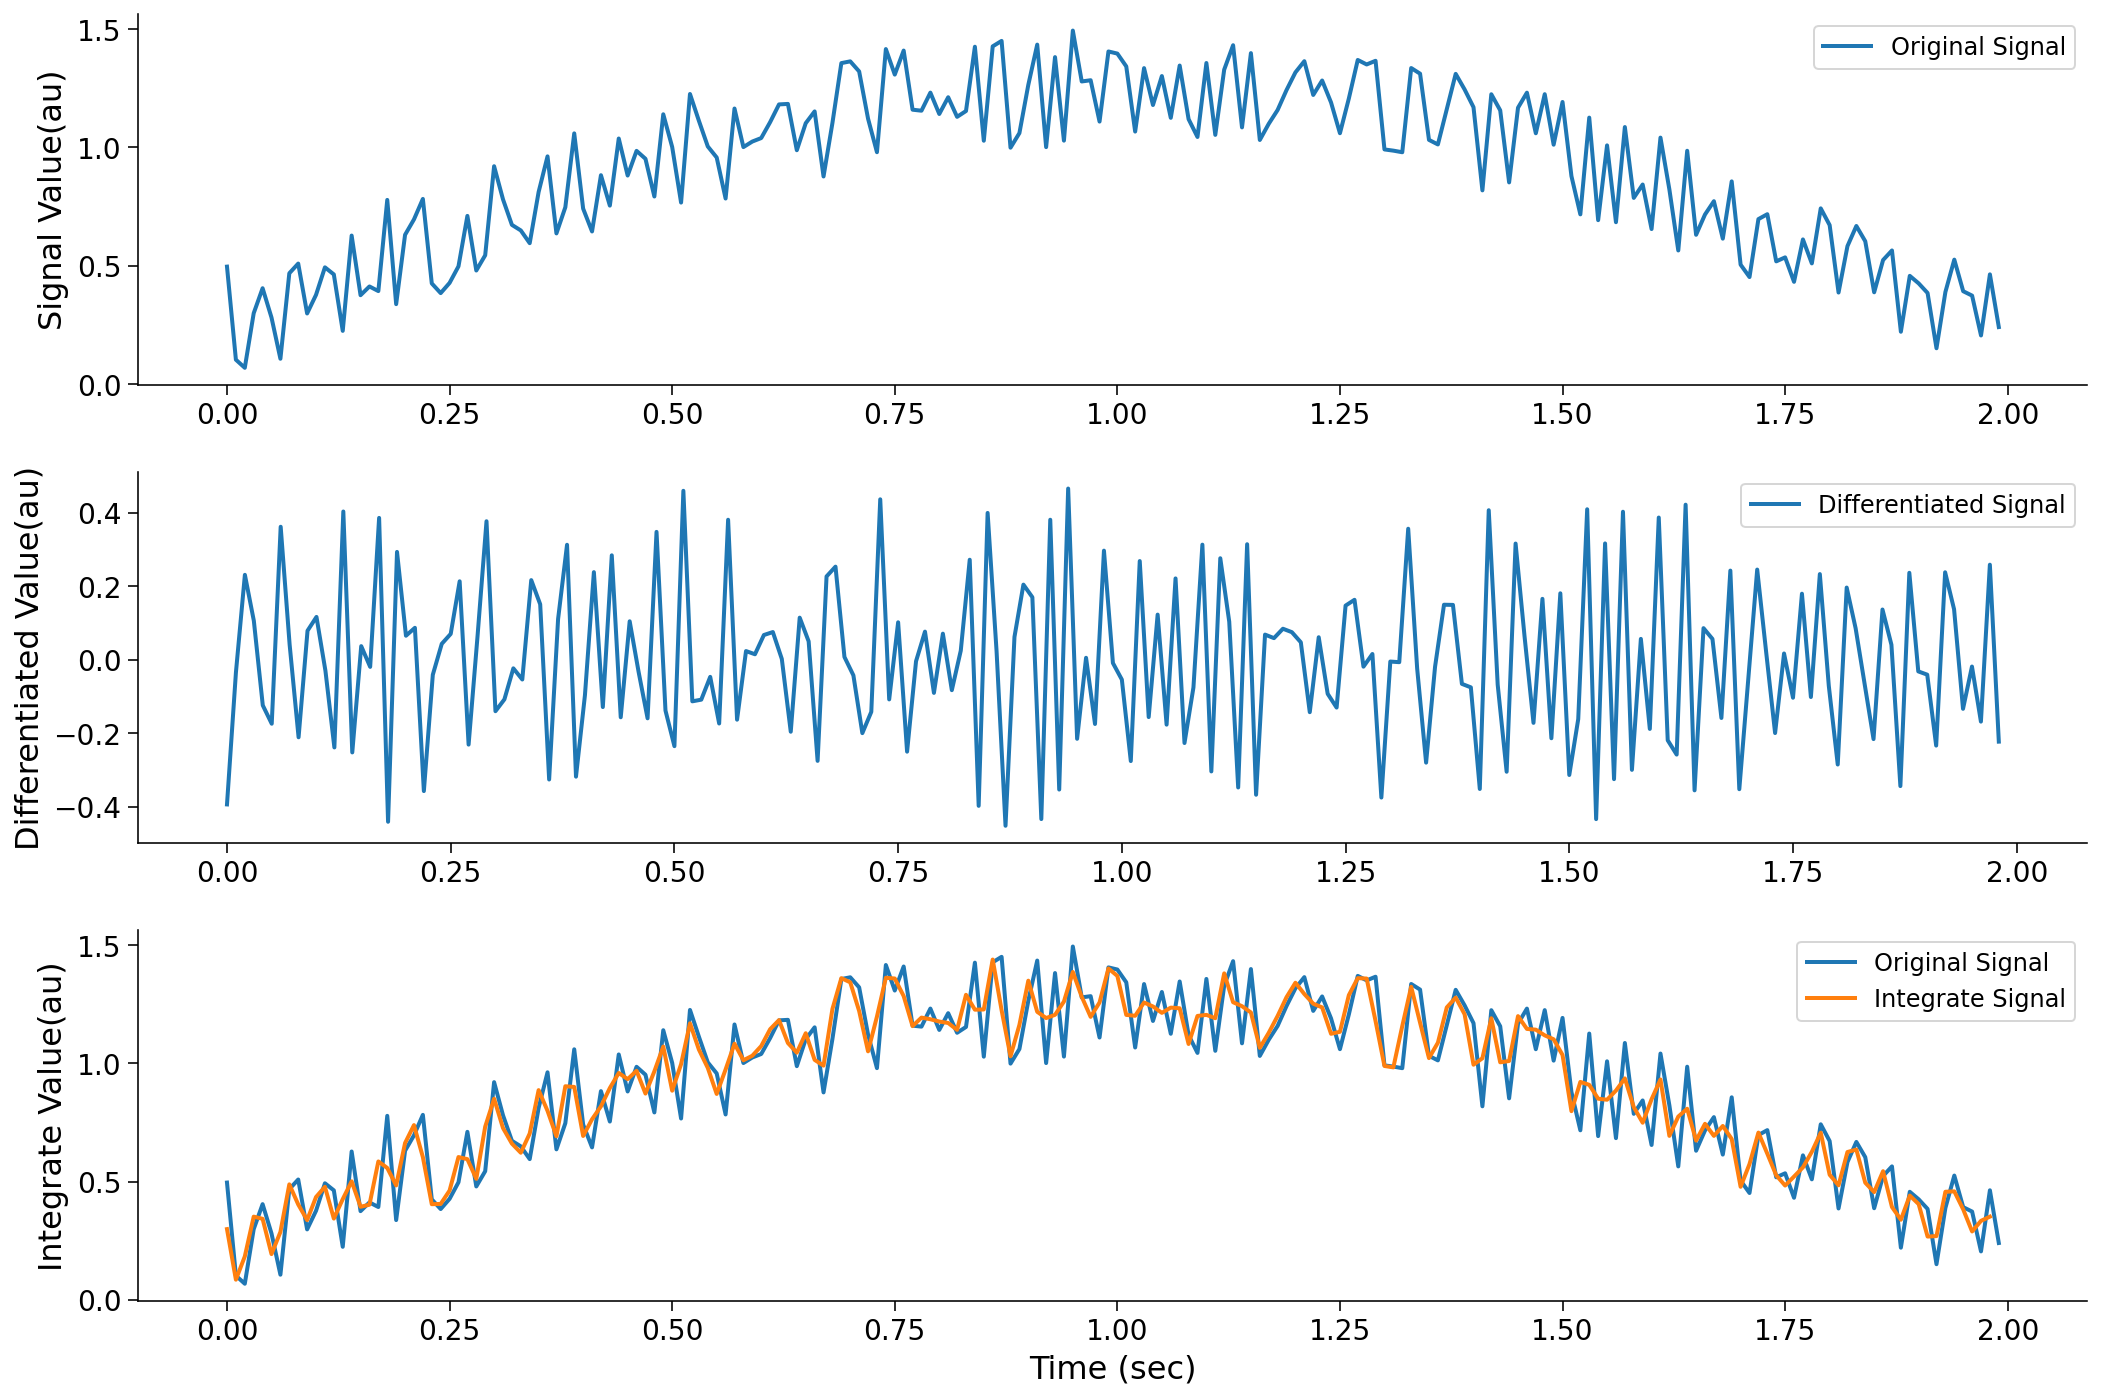 Original Signal
Signal Value(au)
1.5
1.0
0.5
0.0
0.00 0.25 0.50 0.75 1.00 1.25 1.50 1.75 2.00
Differentiated Signal
Differentiated Value(au)
0.4
0.2
0.0
−0.2
−0.4
0.00 0.25 0.50 0.75 1.00 1.25 1.50 1.75 2.00
Original Signal
Integrate Signal
Integrate Value(au)
1.5
1.0
0.5
0.0
0.00 0.25 0.50 0.75 1.00 1.25 1.50 1.75 2.00
Time (sec)